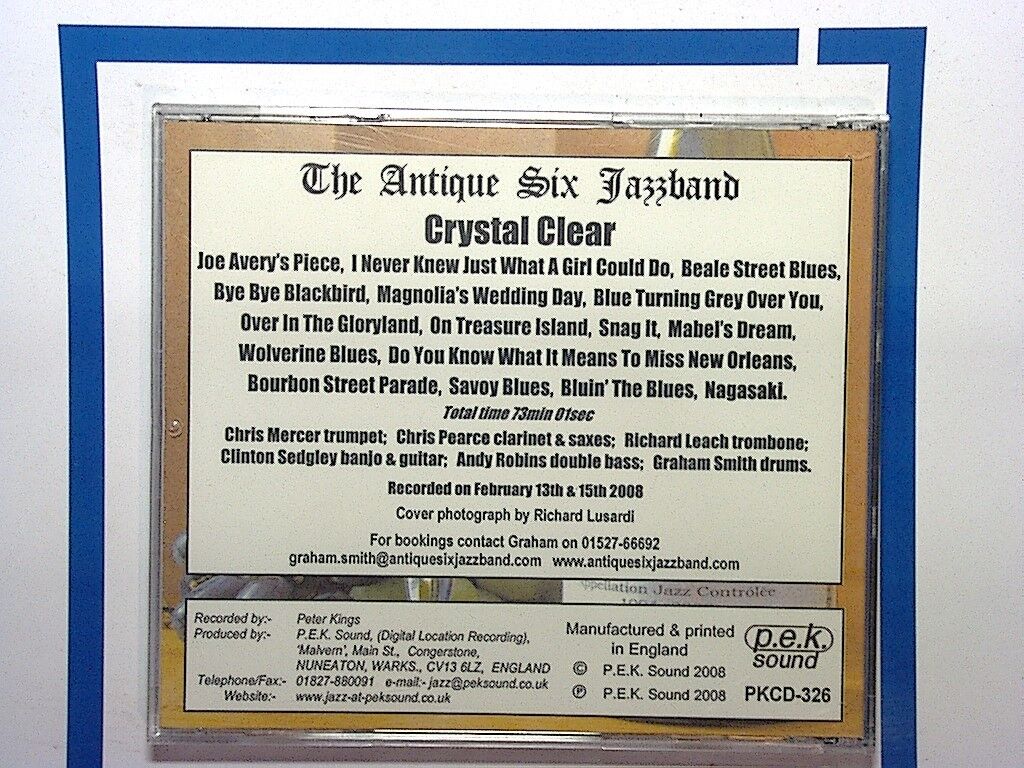 The Antique Six Jazzband
Crystal Clear
Joe Avery's Piece, I Never Knew Just What A Girl Could Do, Beale Street Blues,
Bye Bye Blackbird, Magnolia's Wedding Day, Blue Turning Grey Over You,
Over In The Gloryland, On Treasure Island, Snag It, Mabel's Dream,
Wolverine Blues, Do You Know What It Means To Miss New Orleans,
Bourbon Street Parade, Savoy Blues, Bluin' The Blues, Nagasaki.
Total time 73min 01sec
Chris Mercer trumpet; Chris Pearce clarinet & saxes; Richard Leach trombone;
Clinton Sedgley banjo & guitar; Andy Robins double bass; Graham Smith drums.
Recorded on February 13th & 15th 2008
Cover photograph by Richard Lusardi
For bookings contact Graham on 01527-66692
graham.smith@antiquesixjazzband.com www.antiquesixjazzband.com
Appellation Jazz Contrôlée
Recorded by:- Peter Kings
Produced by:- P.E.K. Sound, (Digital Location Recording),
'Malvern', Main St., Congerstone,
NUNEATON, WARKS., CV13 6LZ, ENGLAND
Telephone/Fax:- 01827-880091 e-mail:- jazz@peksound.co.uk
Website:- www.jazz-at-peksound.co.uk
Manufactured & printed
in England
© P.E.K. Sound 2008
℗ P.E.K. Sound 2008
p.e.k.
sound
PKCD-326